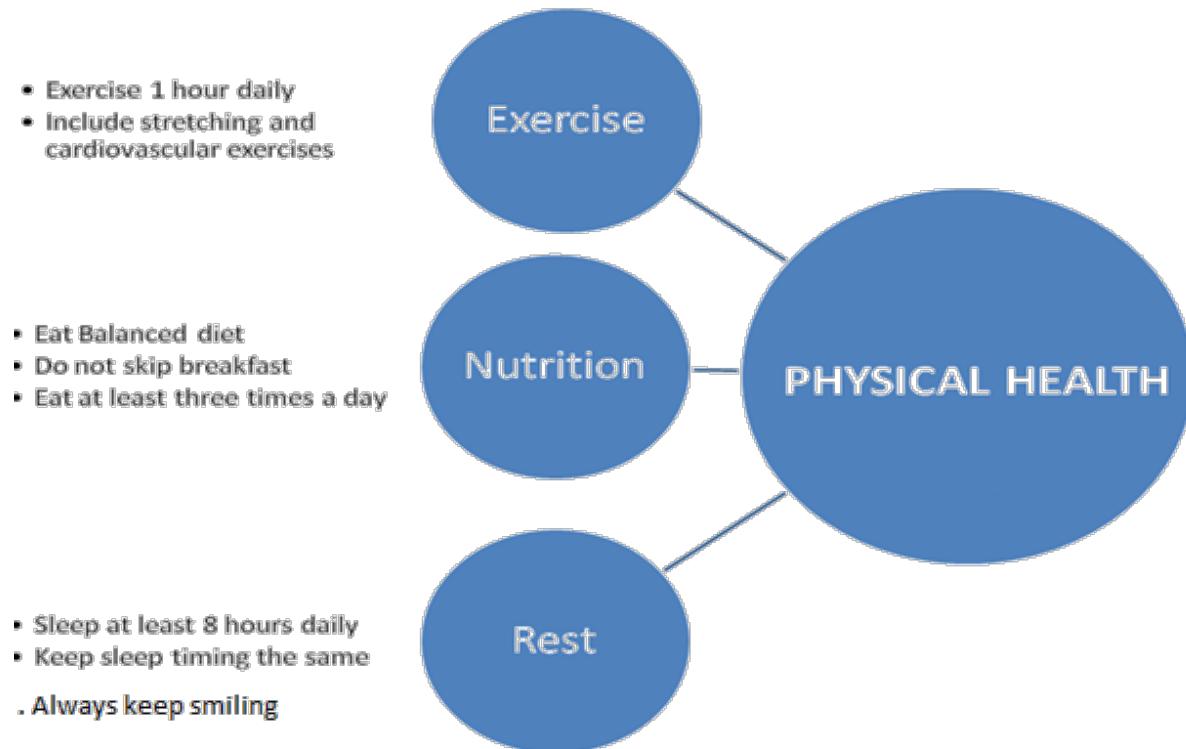 • Exercise 1 hour daily
• Include stretching and
cardiovascular exercises
Exercise
• Eat Balanced diet
• Do not skip breakfast
• Eat at least three times a day
Nutrition
PHYSICAL HEALTH
• Sleep at least 8 hours daily
• Keep sleep timing the same
. Always keep smiling
Rest